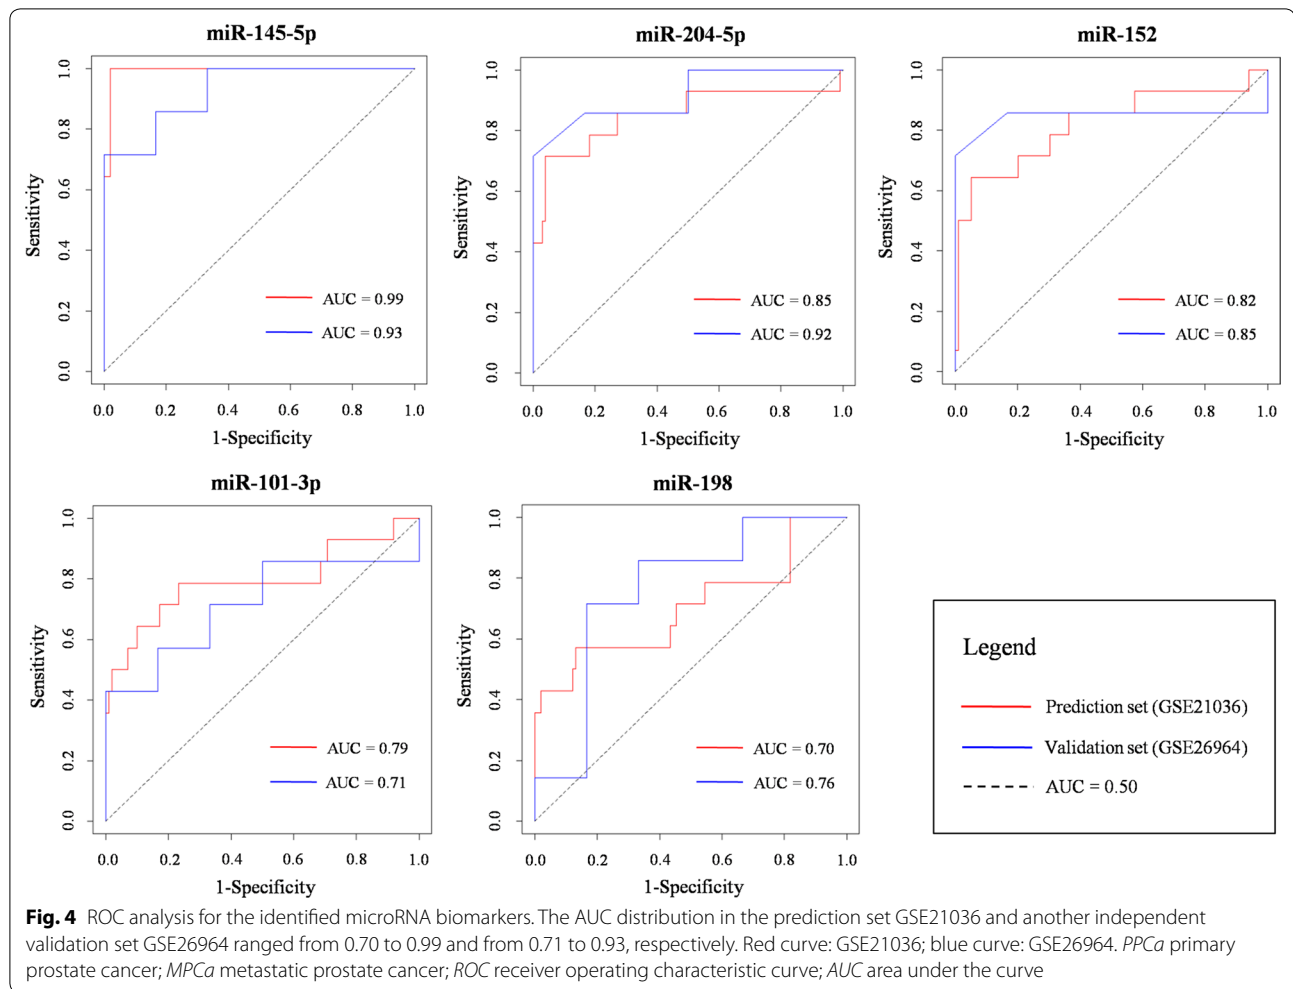 miR-145-5p
1.0
0.8
0.6
0.4
0.2
0.0
Sensitivity
AUC = 0.99
AUC = 0.93
0.0 0.2 0.4 0.6 0.8 1.0
1-Specificity
miR-204-5p
1.0
0.8
0.6
0.4
0.2
0.0
Sensitivity
AUC = 0.85
AUC = 0.92
0.0 0.2 0.4 0.6 0.8 1.0
1-Specificity
miR-152
1.0
0.8
0.6
0.4
0.2
0.0
Sensitivity
AUC = 0.82
AUC = 0.85
0.0 0.2 0.4 0.6 0.8 1.0
1-Specificity
miR-101-3p
1.0
0.8
0.6
0.4
0.2
0.0
Sensitivity
AUC = 0.79
AUC = 0.71
0.0 0.2 0.4 0.6 0.8 1.0
1-Specificity
miR-198
1.0
0.8
0.6
0.4
0.2
0.0
Sensitivity
AUC = 0.70
AUC = 0.76
0.0 0.2 0.4 0.6 0.8 1.0
1-Specificity
Legend
Prediction set (GSE21036)
Validation set (GSE26964)
AUC = 0.50
Fig. 4 ROC analysis for the identified microRNA biomarkers. The AUC distribution in the prediction set GSE21036 and another independent
validation set GSE26964 ranged from 0.70 to 0.99 and from 0.71 to 0.93, respectively. Red curve: GSE21036; blue curve: GSE26964. PPCa primary
prostate cancer; MPCa metastatic prostate cancer; ROC receiver operating characteristic curve; AUC area under the curve